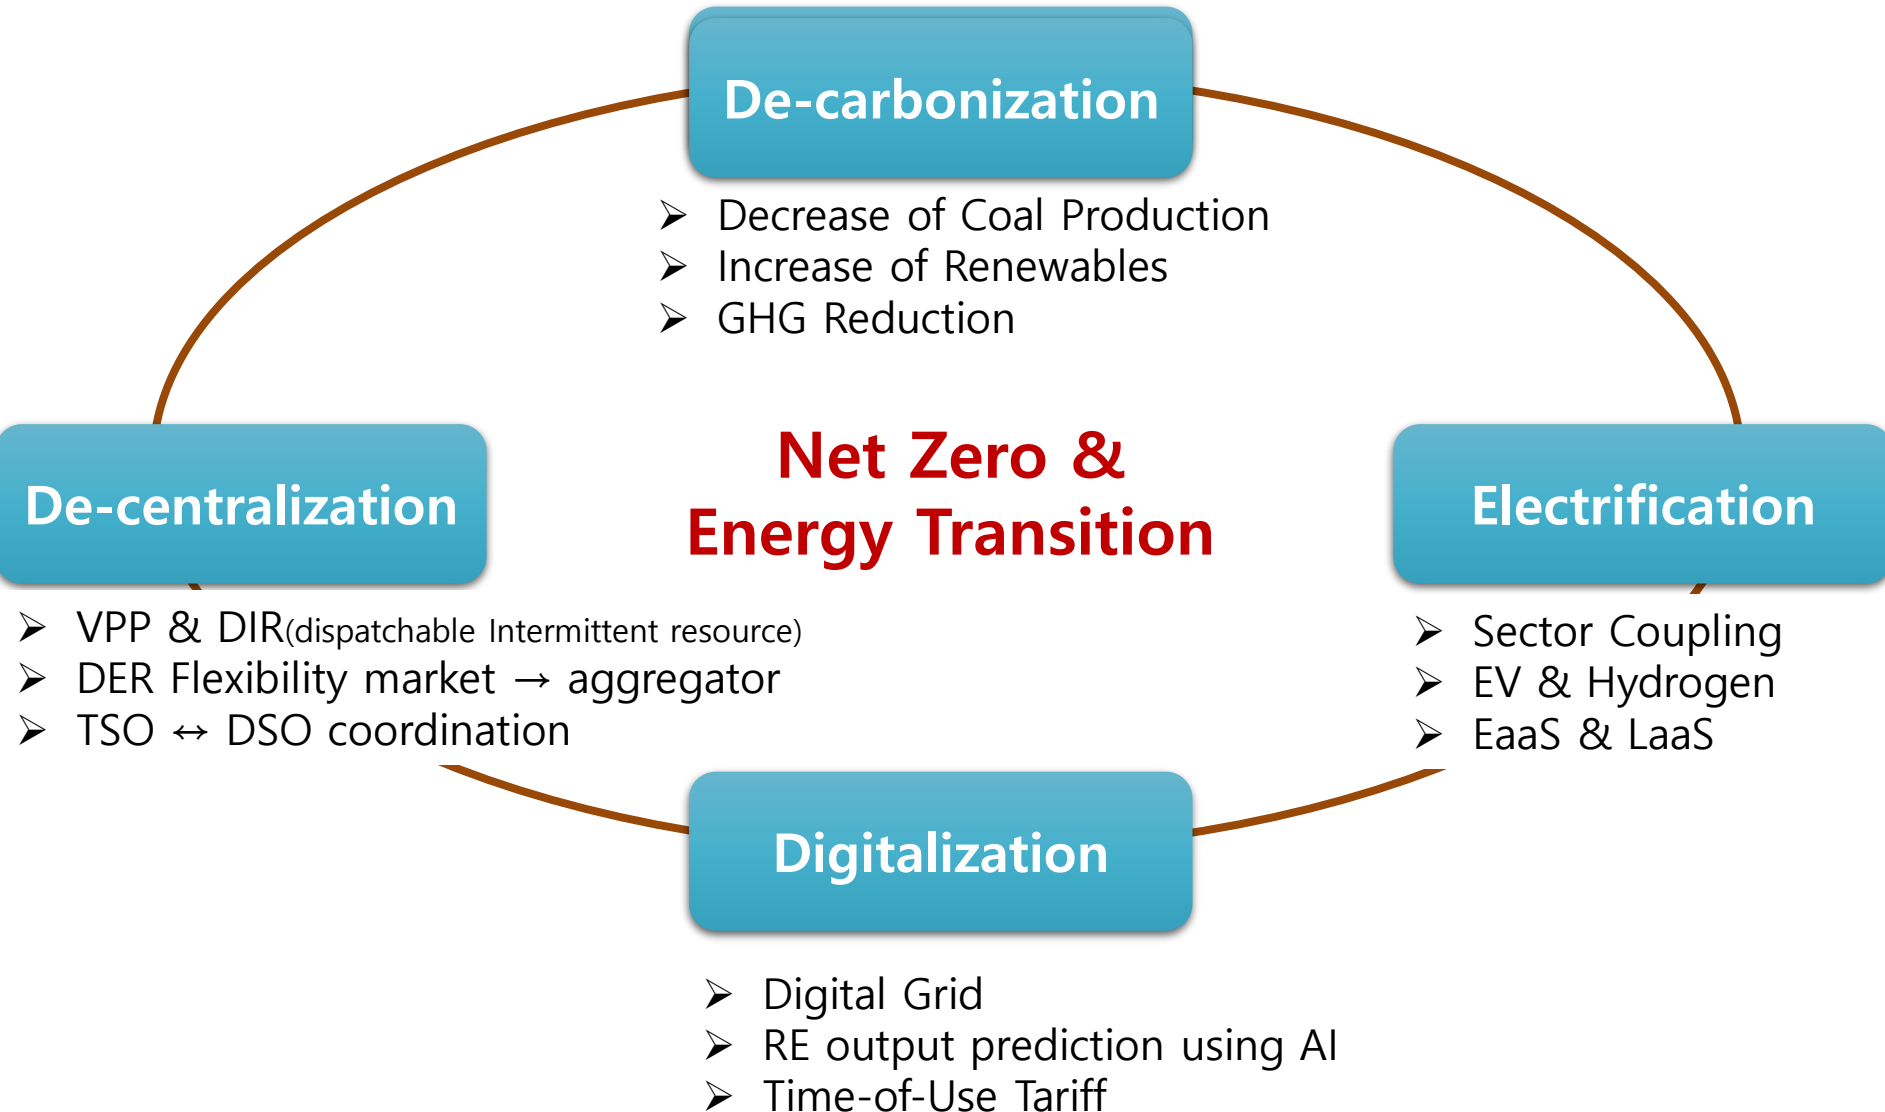 De-carbonization
➢ Decrease of Coal Production
➢ Increase of Renewables
➢ GHG Reduction
Net Zero &
Energy Transition
De-centralization
➢ VPP & DIR(dispatchable Intermittent resource)
➢ DER Flexibility market → aggregator
➢ TSO ↔ DSO coordination
Electrification
➢ Sector Coupling
➢ EV & Hydrogen
➢ EaaS & LaaS
Digitalization
➢ Digital Grid
➢ RE output prediction using AI
➢ Time-of-Use Tariff